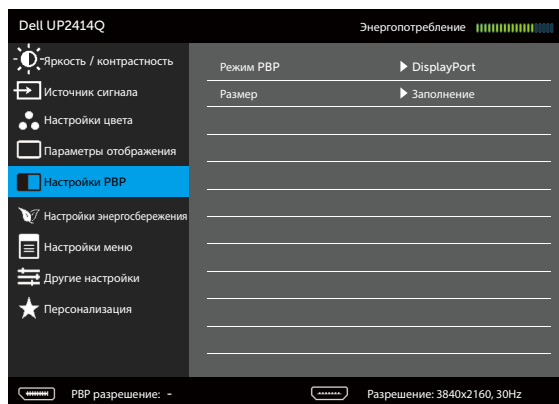 Dell UP2414Q
Энергопотребление
Яркость / контрастность
Источник сигнала
Настройки цвета
Параметры отображения
Настройки PBP
Настройки энергосбережения
Настройки меню
Другие настройки
Персонализация
Режим PBP
DisplayPort
Размер
Заполнение
PBP разрешение: -
Разрешение: 3840x2160, 30Hz